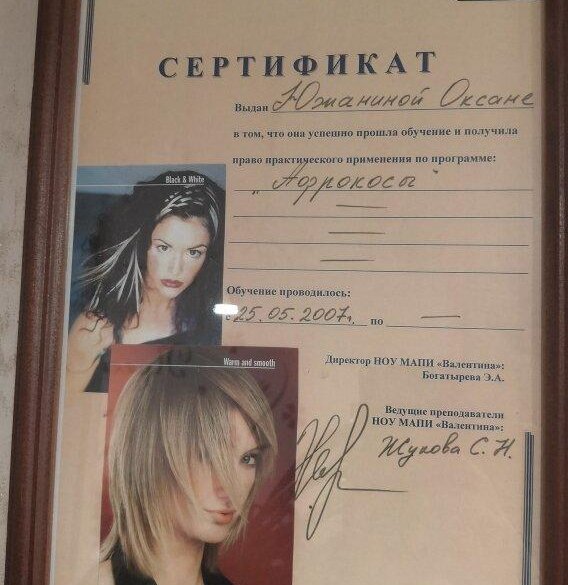 СЕРТИФИКАТ
Выдан Южаниной Оксане
в том, что она успешно прошла обучение и получила
право практического применения по программе:
„Афрокосы"
Black & White
Обучение проводилось:
25.05.2007г. по —
Warm and smooth
Директор НОУ МАПИ «Валентина»:
Богатырева Э.А.
Ведущие преподаватели
НОУ МАПИ «Валентина»:
Жукова С. Н.